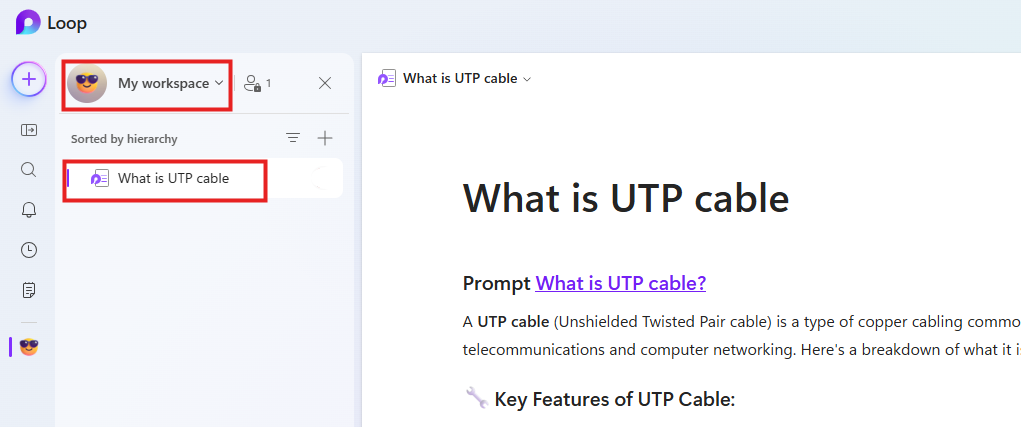 Loop
My workspace
1
Sorted by hierarchy
What is UTP cable
What is UTP cable
What is UTP cable
Prompt What is UTP cable?
A UTP cable (Unshielded Twisted Pair cable) is a type of copper cabling commo
telecommunications and computer networking. Here's a breakdown of what it is
Key Features of UTP Cable: